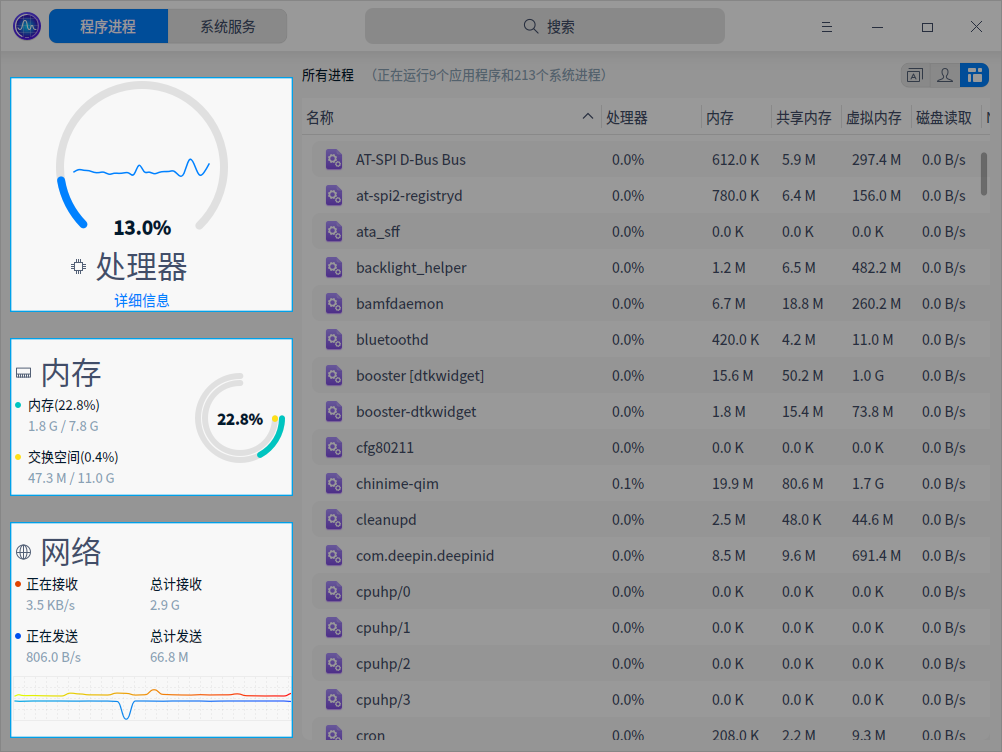 程序进程 系统服务 搜索
13.0%
处理器
详细信息
内存
内存(22.8%)
1.8 G / 7.8 G
交换空间(0.4%)
47.3 M / 11.0 G
22.8%
网络
正在接收 总计接收
3.5 KB/s 2.9 G
正在发送 总计发送
806.0 B/s 66.8 M
所有进程 （正在运行9个应用程序和213个系统进程）
名称 处理器 内存 共享内存 虚拟内存 磁盘读取
AT-SPI D-Bus Bus 0.0% 612.0 K 5.9 M 297.4 M 0.0 B/s
at-spi2-registryd 0.0% 780.0 K 6.4 M 156.0 M 0.0 B/s
ata_sff 0.0% 0.0 K 0.0 K 0.0 K 0.0 B/s
backlight_helper 0.0% 1.2 M 6.5 M 482.2 M 0.0 B/s
bamfdaemon 0.0% 6.7 M 18.8 M 260.2 M 0.0 B/s
bluetoothd 0.0% 420.0 K 4.2 M 11.0 M 0.0 B/s
booster [dtkwidget] 0.0% 15.6 M 50.2 M 1.0 G 0.0 B/s
booster-dtkwidget 0.0% 1.8 M 15.4 M 73.8 M 0.0 B/s
cfg80211 0.0% 0.0 K 0.0 K 0.0 K 0.0 B/s
chinime-qim 0.1% 19.9 M 80.6 M 1.7 G 0.0 B/s
cleanupd 0.0% 2.5 M 48.0 K 44.6 M 0.0 B/s
com.deepin.deepinid 0.0% 8.5 M 9.6 M 691.4 M 0.0 B/s
cpuhp/0 0.0% 0.0 K 0.0 K 0.0 K 0.0 B/s
cpuhp/1 0.0% 0.0 K 0.0 K 0.0 K 0.0 B/s
cpuhp/2 0.0% 0.0 K 0.0 K 0.0 K 0.0 B/s
cpuhp/3 0.0% 0.0 K 0.0 K 0.0 K 0.0 B/s
cron 0.0% 208.0 K 2.2 M 9.3 M 0.0 B/s